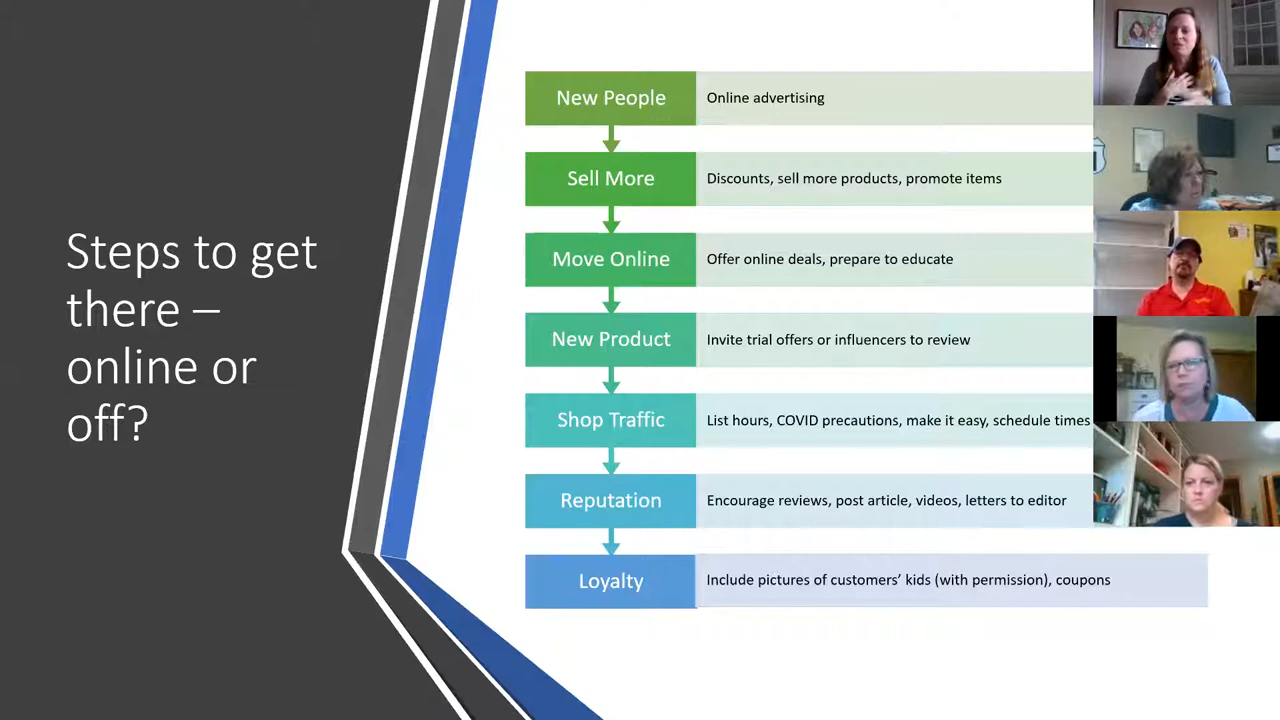 Steps to get
there –
online or
off?
New People
Online advertising
Sell More
Discounts, sell more products, promote items
Move Online
Offer online deals, prepare to educate
New Product
Invite trial offers or influencers to review
Shop Traffic
List hours, COVID precautions, make it easy, schedule times
Reputation
Encourage reviews, post article, videos, letters to editor
Loyalty
Include pictures of customers’ kids (with permission), coupons